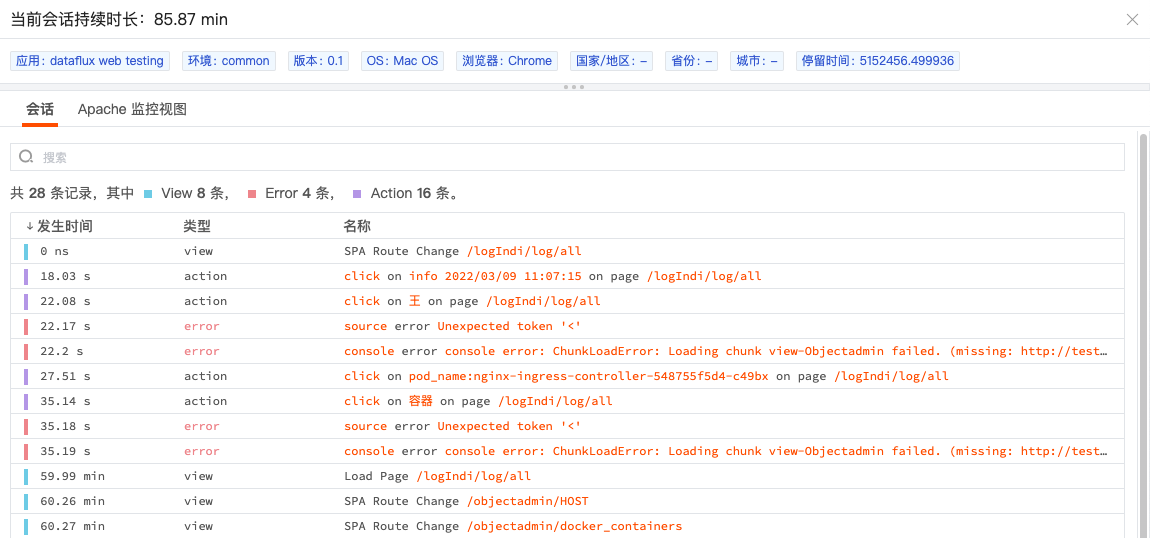 当前会话持续时长：85.87 min
应用：dataflux web testing 环境：common 版本：0.1 OS：Mac OS 浏览器：Chrome 国家/地区：– 省份：– 城市：– 停留时间：5152456.499936
会话 Apache 监控视图
搜索
共 28 条记录，其中 View 8 条， Error 4 条， Action 16 条。
↓发生时间 类型 名称
0 ns view SPA Route Change /logIndi/log/all
18.03 s action click on info 2022/03/09 11:07:15 on page /logIndi/log/all
22.08 s action click on 王 on page /logIndi/log/all
22.17 s error source error Unexpected token '<'
22.2 s error console error console error: ChunkLoadError: Loading chunk view-Objectadmin failed. (missing: http://test…
27.51 s action click on pod_name:nginx-ingress-controller-548755f5d4-c49bx on page /logIndi/log/all
35.14 s action click on 容器 on page /logIndi/log/all
35.18 s error source error Unexpected token '<'
35.19 s error console error console error: ChunkLoadError: Loading chunk view-Objectadmin failed. (missing: http://test…
59.99 min view Load Page /logIndi/log/all
60.26 min view SPA Route Change /objectadmin/HOST
60.27 min view SPA Route Change /objectadmin/docker_containers